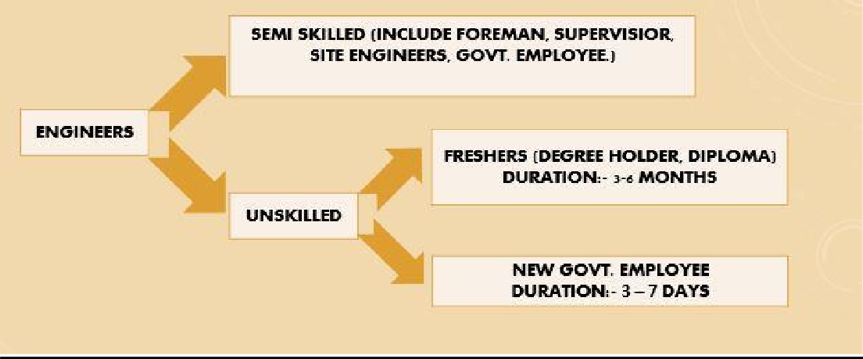 SEMI SKILLED (INCLUDE FOREMAN, SUPERVISIOR,
SITE ENGINEERS, GOVT. EMPLOYEE.)
ENGINEERS
FRESHERS (DEGREE HOLDER, DIPLOMA)
DURATION:- 3-6 MONTHS
UNSKILLED
NEW GOVT. EMPLOYEE
DURATION:- 3 – 7 DAYS